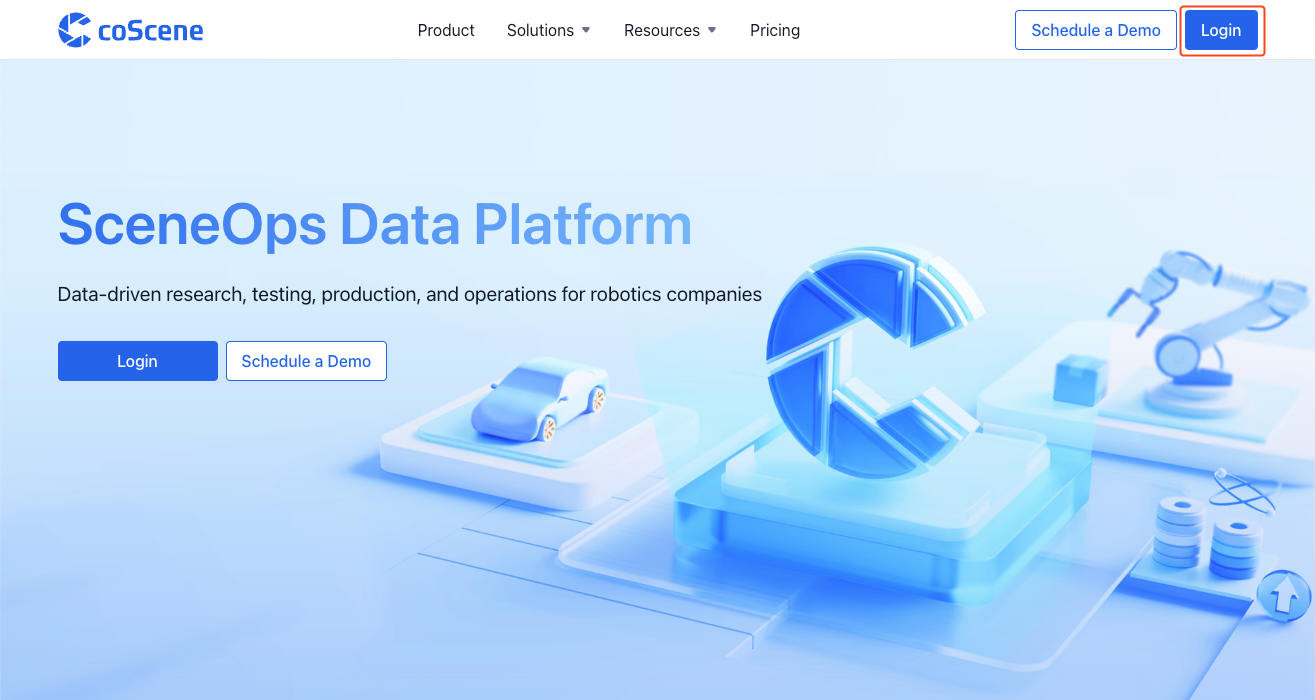 coScene
Product Solutions Resources Pricing
Schedule a Demo Login
SceneOps Data Platform
Data-driven research, testing, production, and operations for robotics companies
Login Schedule a Demo